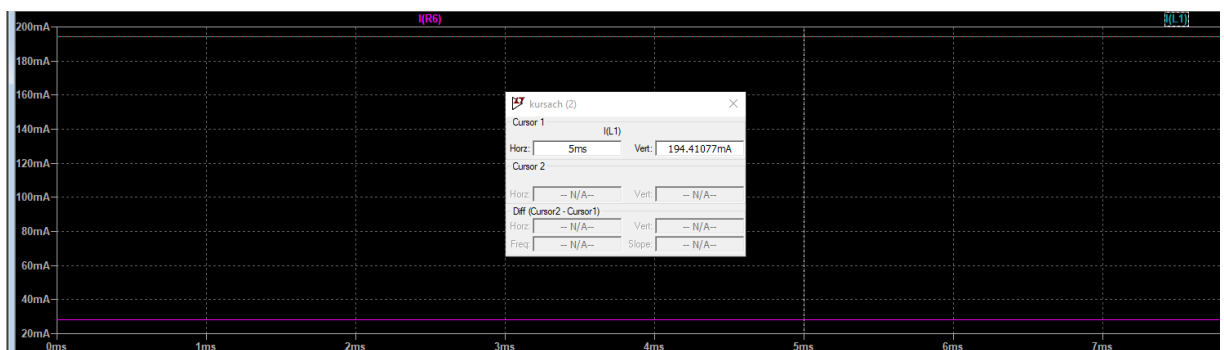 I(R6) I(L1)
200mA
180mA
160mA
140mA
120mA
100mA
80mA
60mA
40mA
20mA
0ms 1ms 2ms 3ms 4ms 5ms 6ms 7ms
kursach (2)
Cursor 1
I(L1)
Horz: 5ms Vert: 194.41077mA
Cursor 2
Horz: -- N/A-- Vert: -- N/A--
Diff (Cursor2 - Cursor1)
Horz: -- N/A-- Vert: -- N/A--
Freq: -- N/A-- Slope: -- N/A--